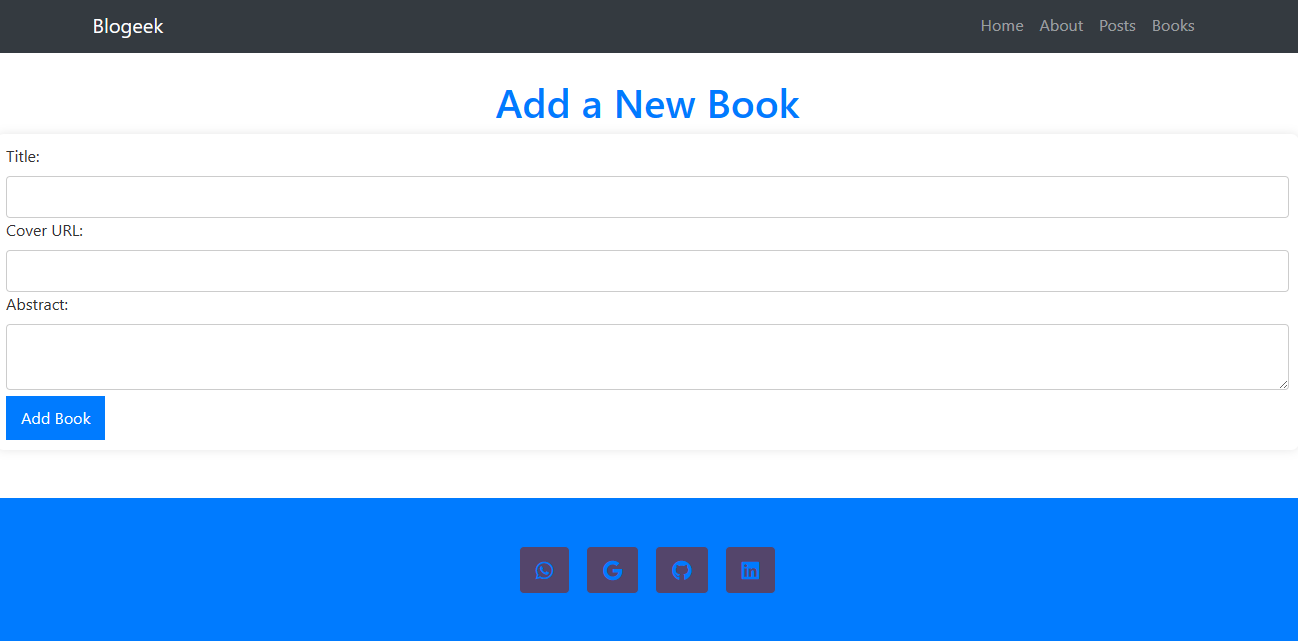 Blogeek
Home About Posts Books
Add a New Book
Title:
Cover URL:
Abstract:
Add Book